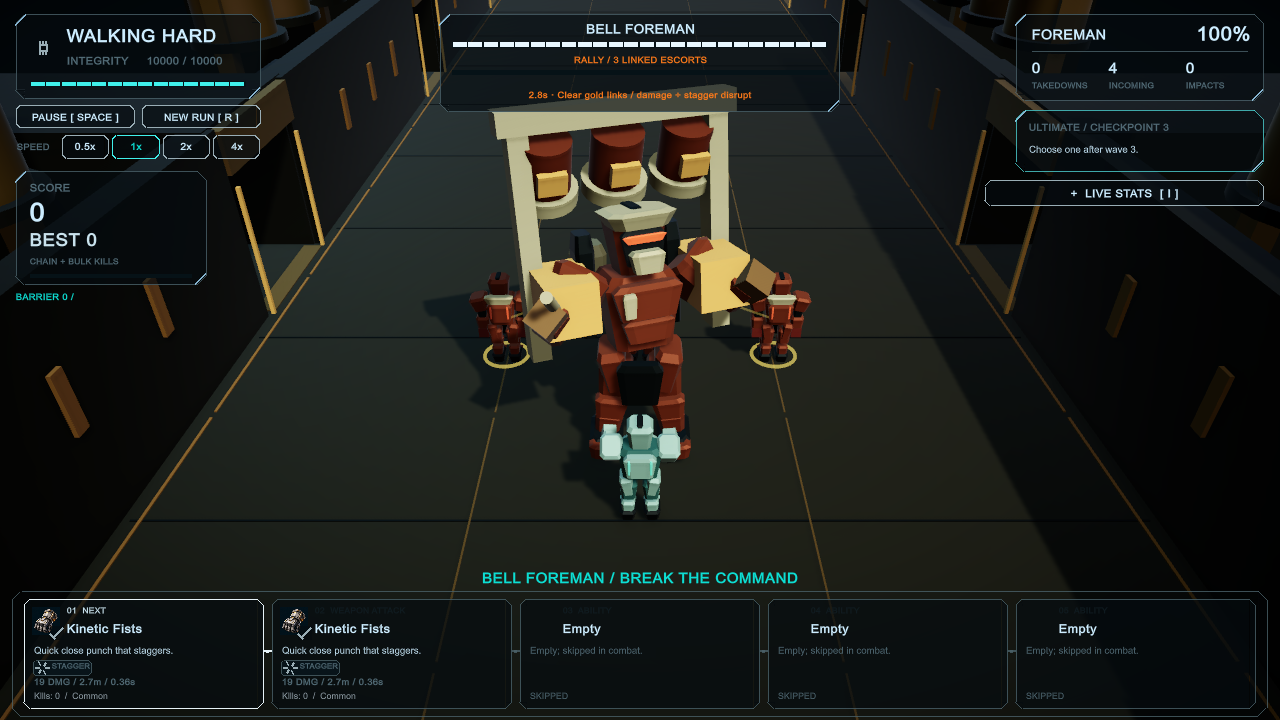 WALKING HARD
INTEGRITY 10000 / 10000
PAUSE [ SPACE ]
NEW RUN [ R ]
SPEED
0.5x
1x
2x
4x
SCORE
0
BEST 0
CHAIN + BULK KILLS
BARRIER 0 /
BELL FOREMAN
RALLY / 3 LINKED ESCORTS
2.8s · Clear gold links / damage + stagger disrupt
FOREMAN 100%
0 4 0
TAKEDOWNS INCOMING IMPACTS
ULTIMATE / CHECKPOINT 3
Choose one after wave 3.
+ LIVE STATS [ I ]
BELL FOREMAN / BREAK THE COMMAND
01 NEXT
Kinetic Fists
Quick close punch that staggers.
STAGGER
19 DMG / 2.7m / 0.36s
Kills: 0 / Common
02 WEAPON ATTACK
Kinetic Fists
Quick close punch that staggers.
STAGGER
19 DMG / 2.7m / 0.36s
Kills: 0 / Common
ABILITY
Empty
Empty; skipped in combat.
SKIPPED
ABILITY
Empty
Empty; skipped in combat.
SKIPPED
ABILITY
Empty
Empty; skipped in combat.
SKIPPED